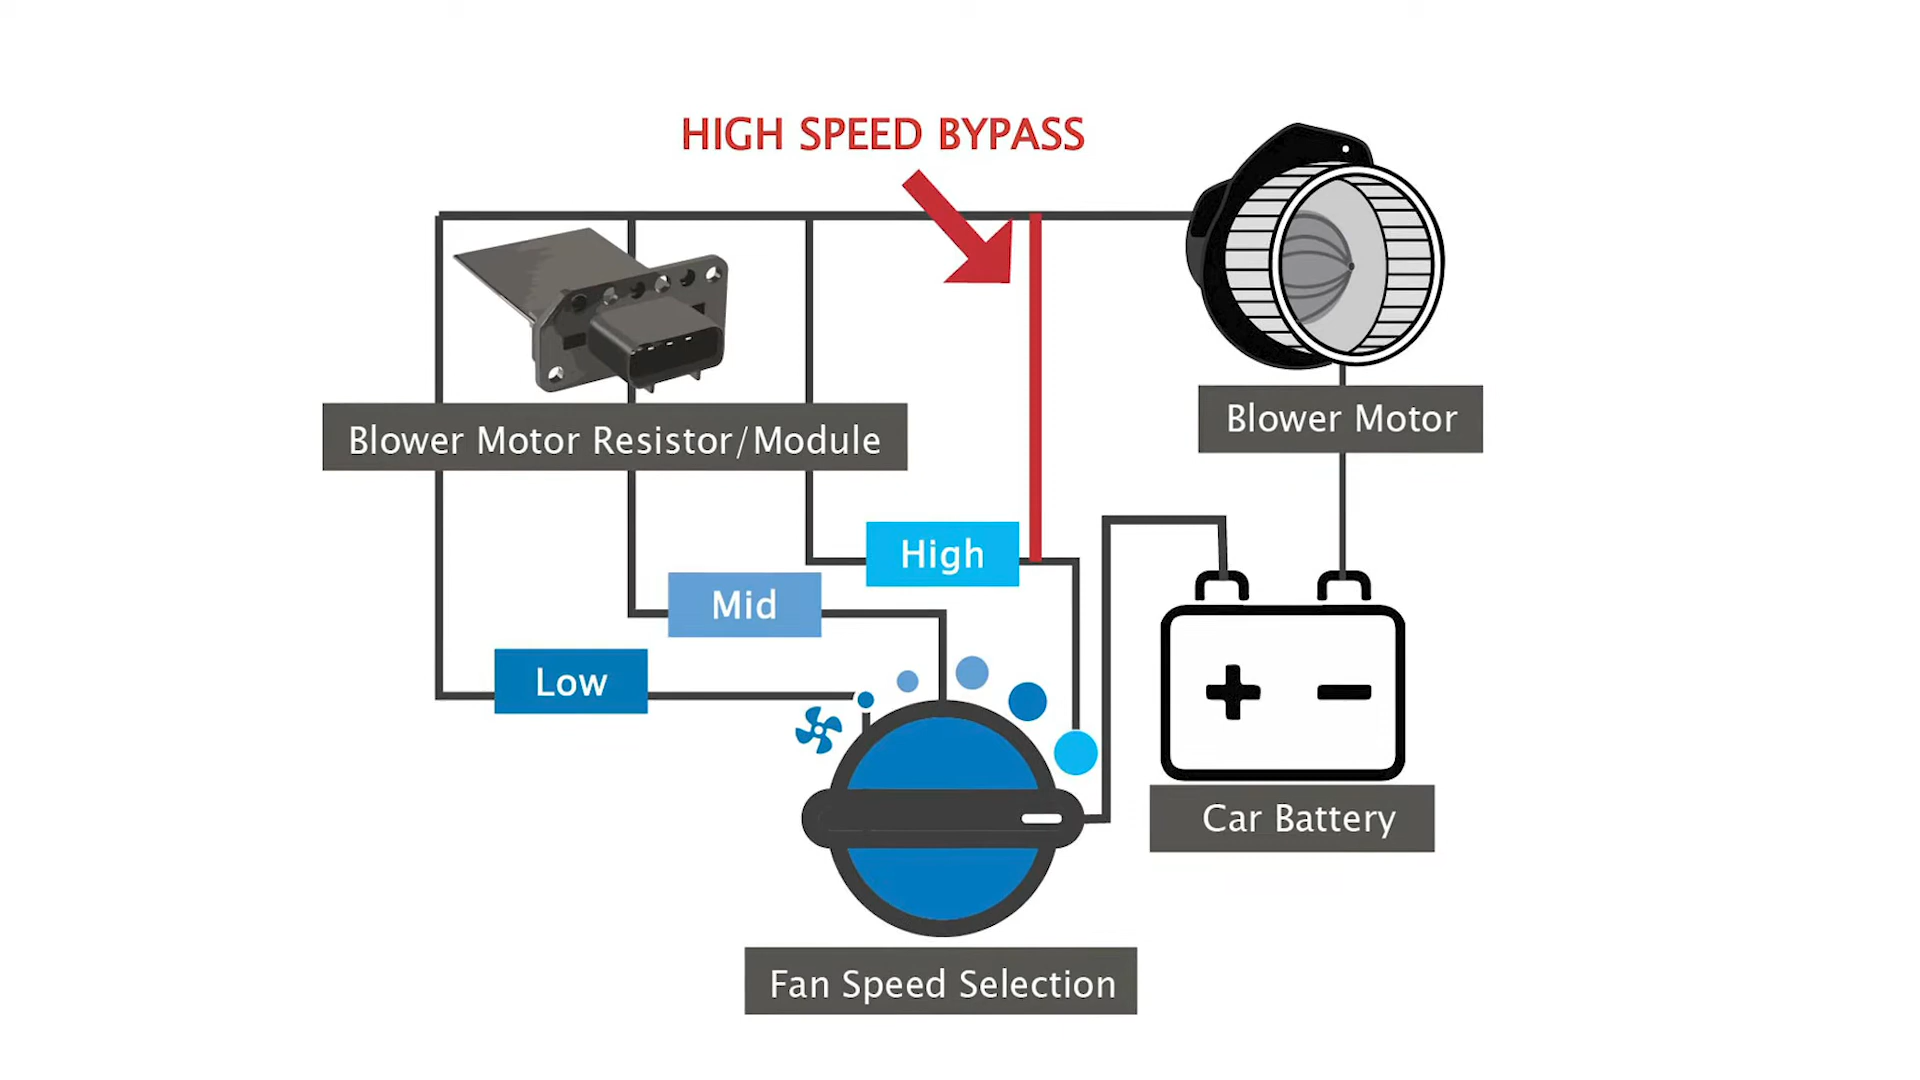 HIGH SPEED BYPASS
Blower Motor
Blower Motor Resistor/Module
High
Mid
Low
Car Battery
Fan Speed Selection